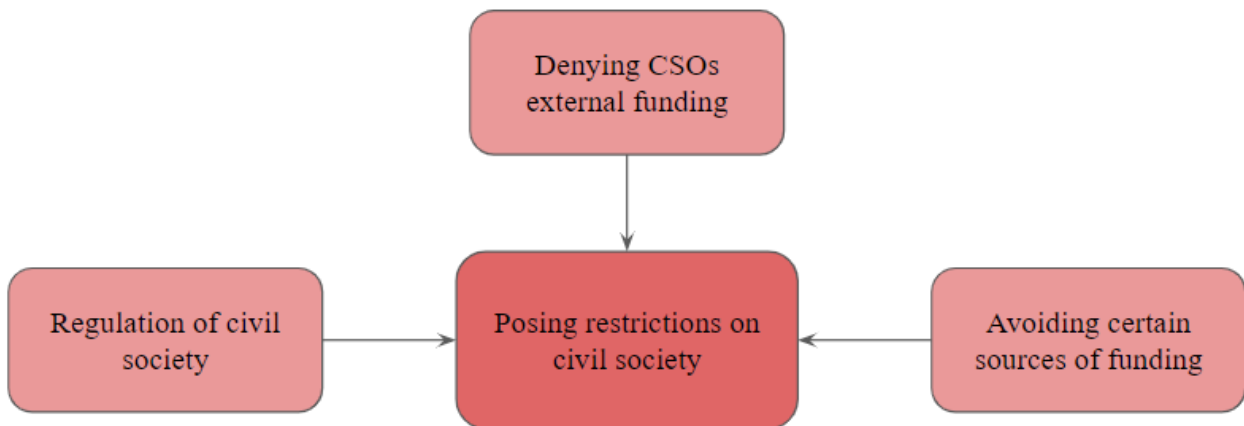 Denying CSOs
external funding
Regulation of civil
society
Posing restrictions on
civil society
Avoiding certain
sources of funding